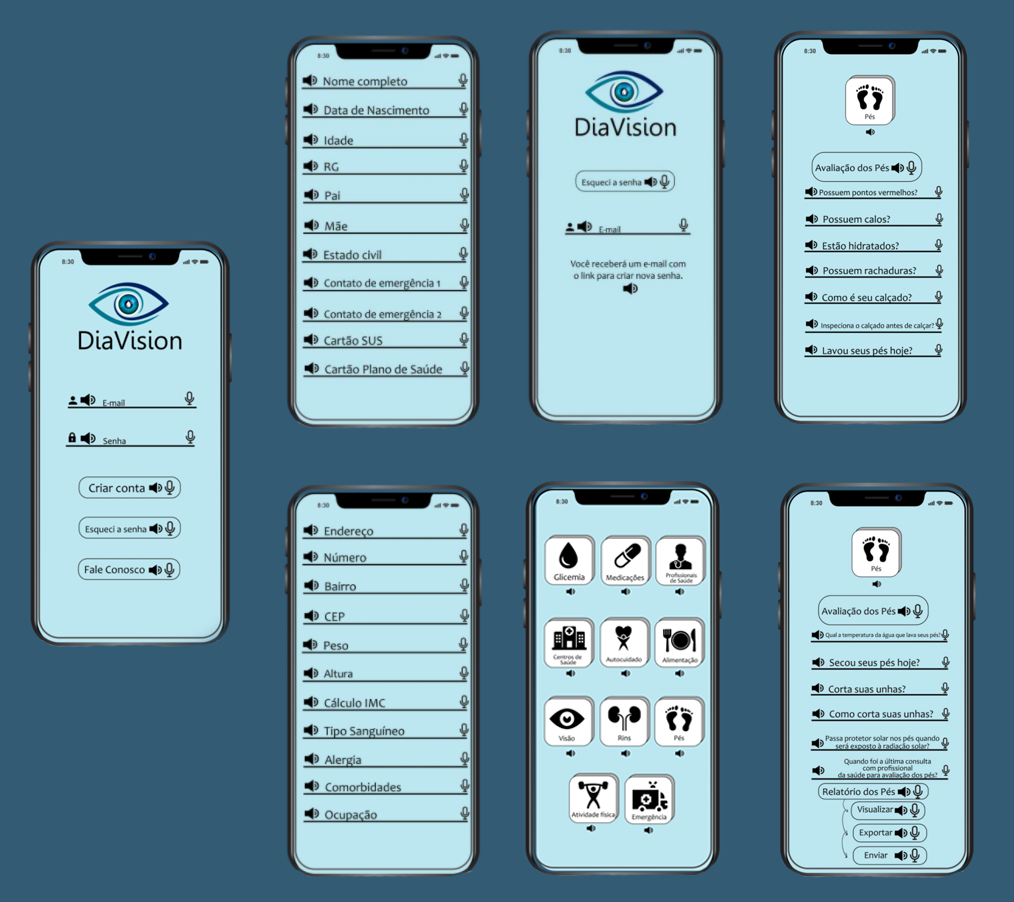 8:30
DiaVision
E-mail
Senha
Criar conta
Esqueci a senha
Fale Conosco
8:30
Nome completo
Data de Nascimento
Idade
RG
Pai
Mãe
Estado civil
Contato de emergência 1
Contato de emergência 2
Cartão SUS
Cartão Plano de Saúde
8:30
DiaVision
Esqueci a senha
E-mail
Você receberá um e-mail com
o link para criar nova senha.
8:30
Pés
Avaliação dos Pés
Possuem pontos vermelhos?
Possuem calos?
Estão hidratados?
Possuem rachaduras?
Como é seu calçado?
Inspeciona o calçado antes de calçar?
Lavou seus pés hoje?
8:30
Endereço
Número
Bairro
CEP
Peso
Altura
Cálculo IMC
Tipo Sanguíneo
Alergia
Comorbidades
Ocupação
8:30
Glicemia
Medicações
Profissionais
de Saúde
Centros de
Saúde
Autocuidado
Alimentação
Visão
Rins
Pés
Atividade física
Emergência
8:30
Pés
Avaliação dos Pés
Qual a temperatura da água que lava seus pés?
Secou seus pés hoje?
Corta suas unhas?
Como corta suas unhas?
Passa protetor solar nos pés quando
será exposto à radiação solar?
Quando foi a última consulta
com profissional
da saúde para avaliação dos pés?
Relatório dos Pés
Visualizar
Exportar
Enviar